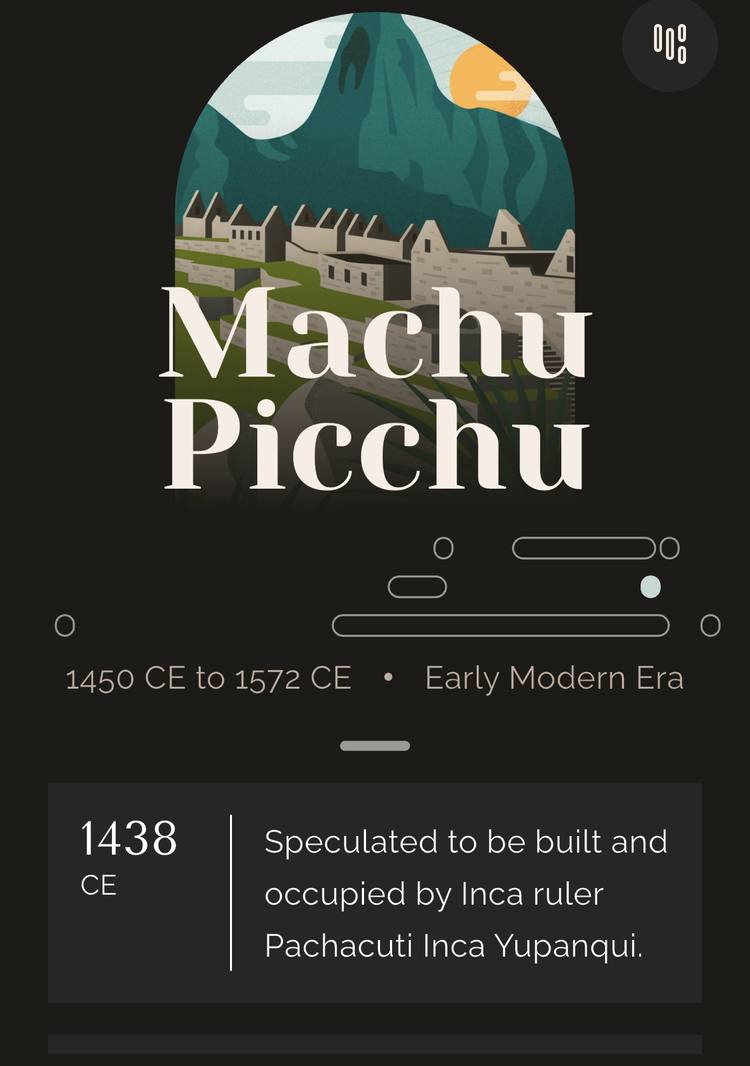 Machu
Picchu
1450 CE to 1572 CE • Early Modern Era
1438
CE
Speculated to be built and
occupied by Inca ruler
Pachacuti Inca Yupanqui.